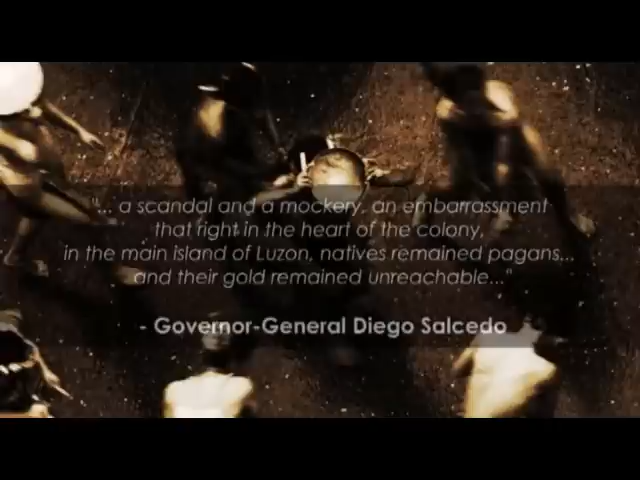 "... a scandal and a mockery, an embarrassment
that right in the heart of the colony,
in the main island of Luzon, natives remained pagans...
and their gold remained unreachable..."
- Governor-General Diego Salcedo